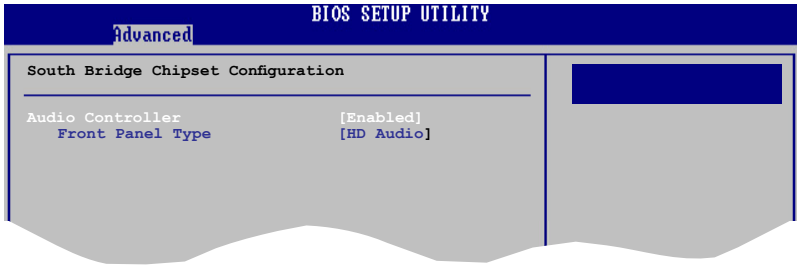 BIOS SETUP UTILITY
Advanced
South Bridge Chipset Configuration
Audio Controller [Enabled]
Front Panel Type [HD Audio]